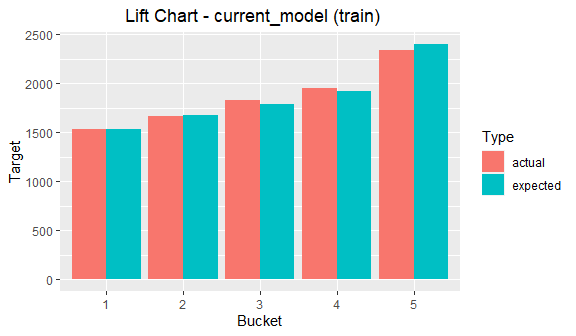 Lift Chart - current_model (train)
2500
2000
1500
1000
500
0
Target
1 2 3 4 5
Bucket
Type
actual
expected